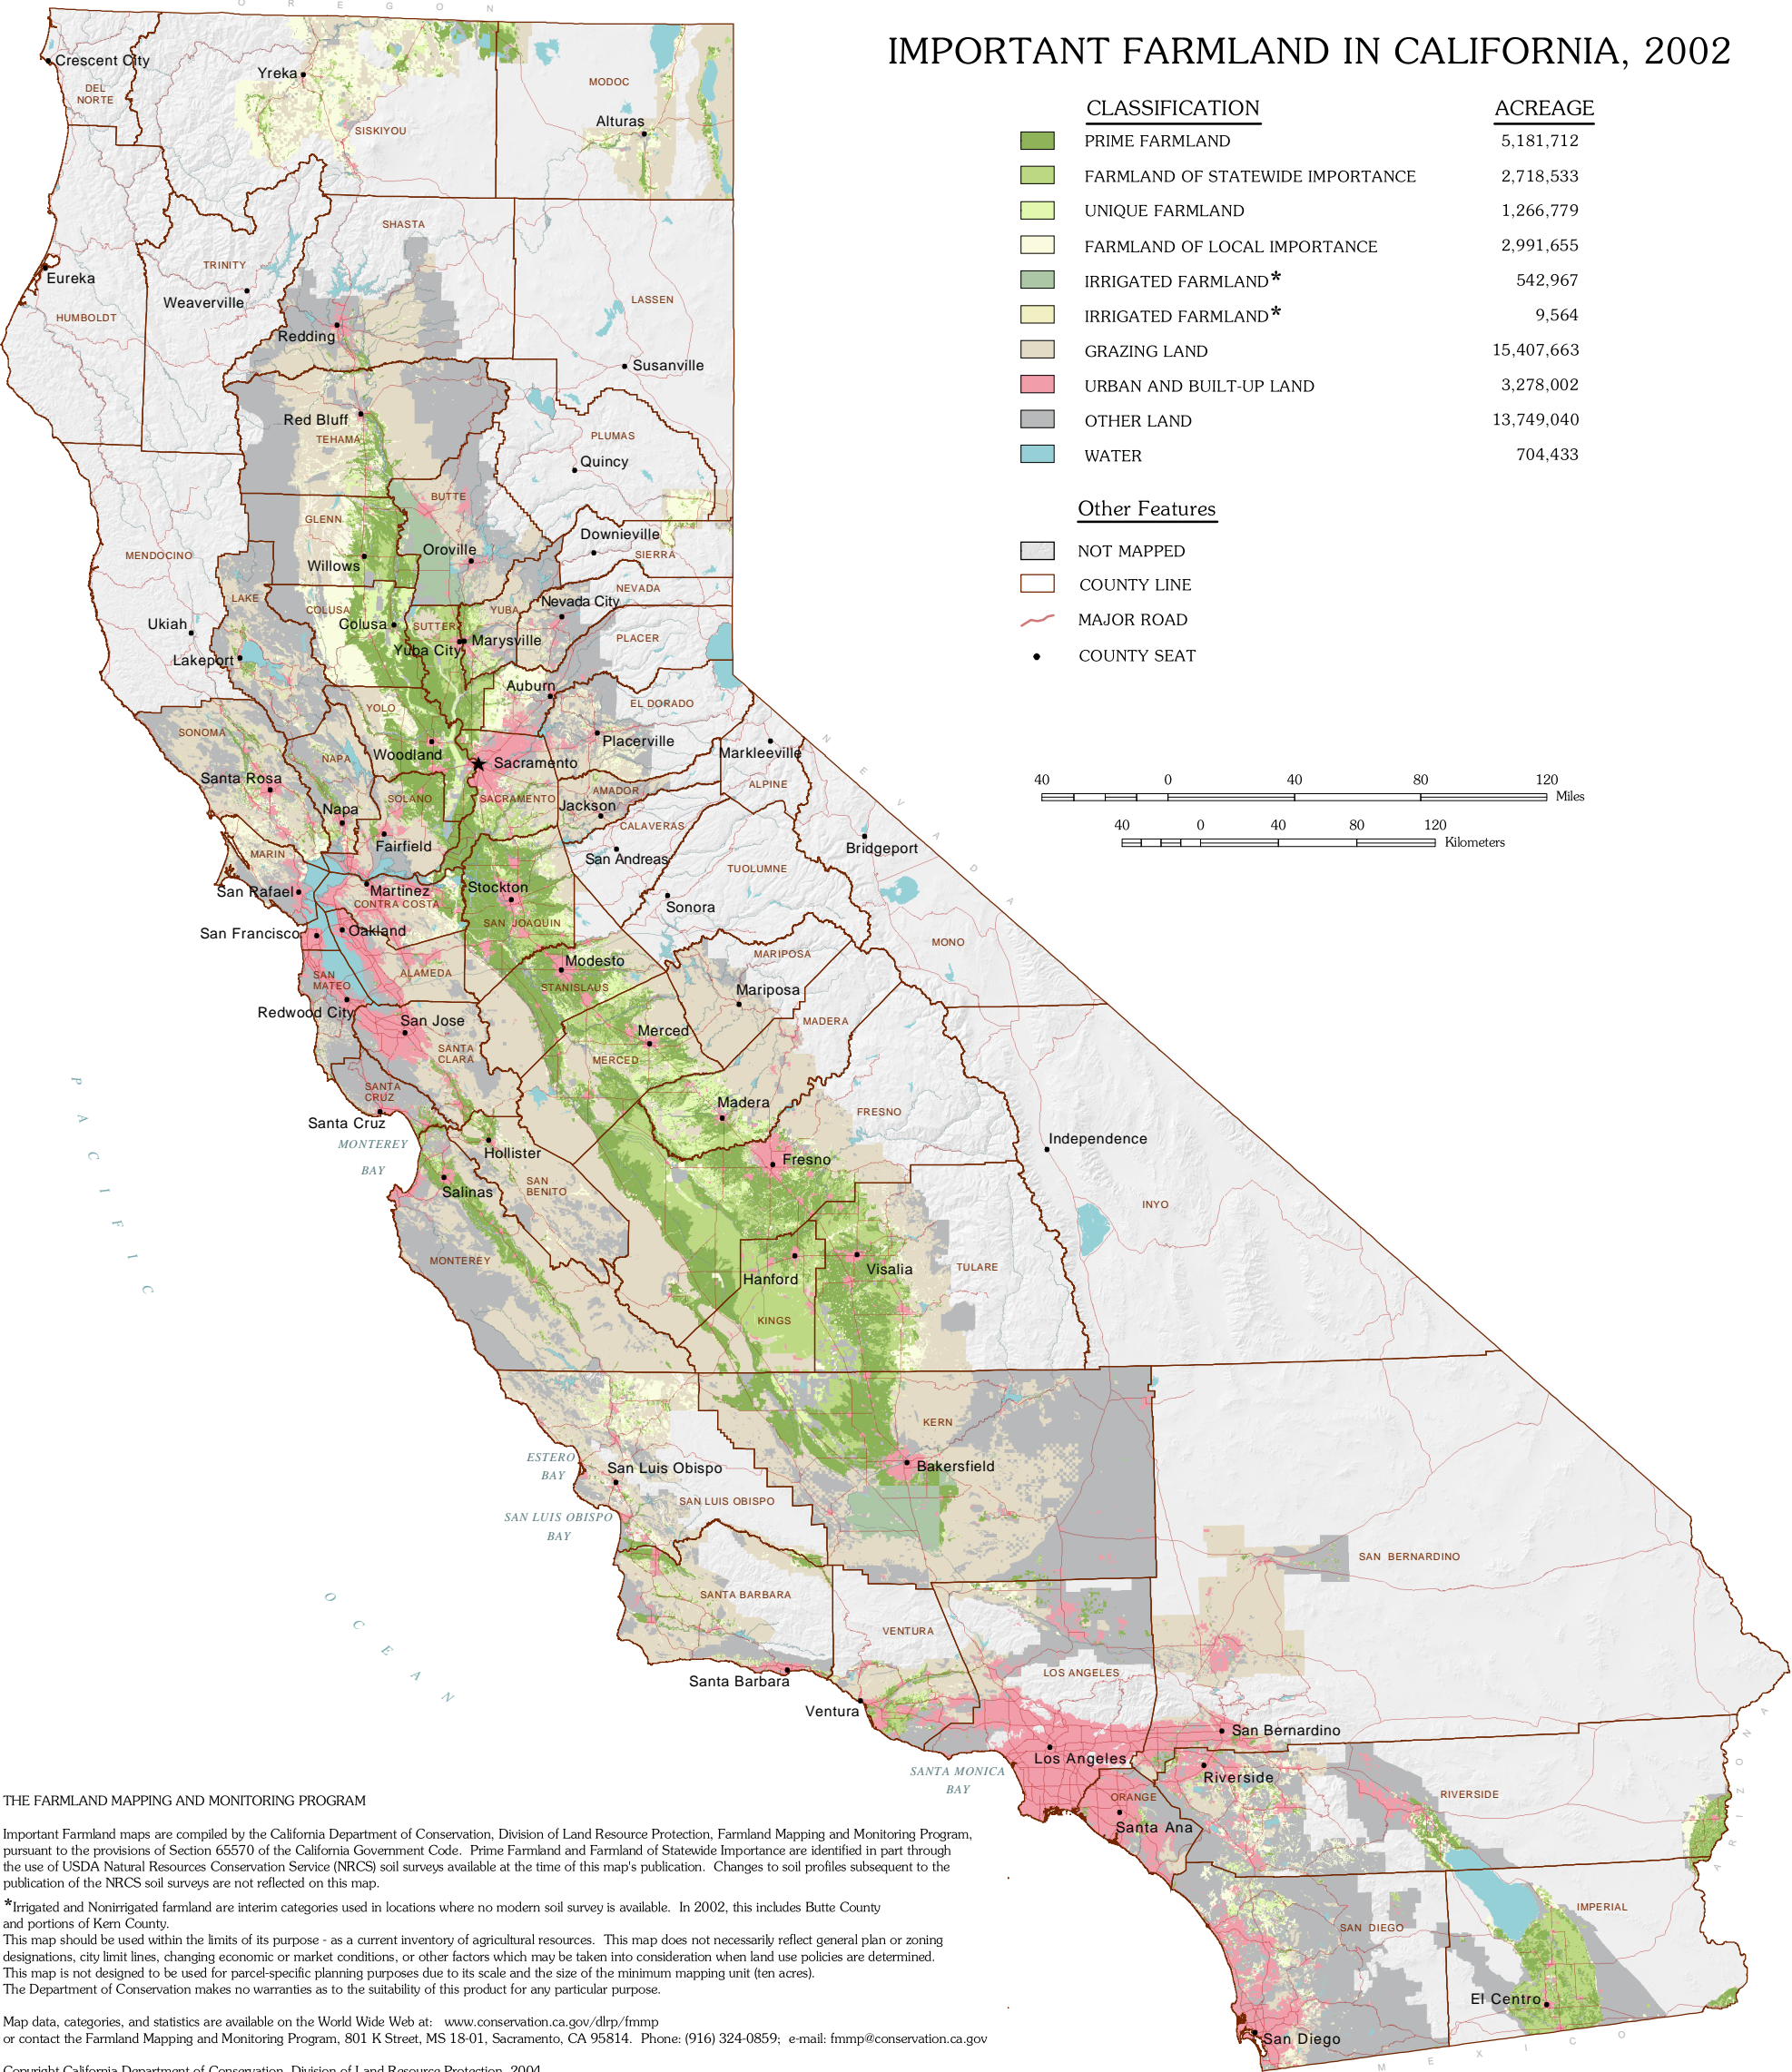 IMPORTANT FARMLAND IN CALIFORNIA, 2002
CLASSIFICATION ACREAGE
PRIME FARMLAND 5,181,712
FARMLAND OF STATEWIDE IMPORTANCE 2,718,533
UNIQUE FARMLAND 1,266,779
FARMLAND OF LOCAL IMPORTANCE 2,991,655
IRRIGATED FARMLAND* 542,967
IRRIGATED FARMLAND* 9,564
GRAZING LAND 15,407,663
URBAN AND BUILT-UP LAND 3,278,002
OTHER LAND 13,749,040
WATER 704,433
Other Features
NOT MAPPED
COUNTY LINE
MAJOR ROAD
COUNTY SEAT
40 0 40 80 120
Miles
40 0 40 80 120
Kilometers
OREGON
NEVADA
ARIZONA
MEXICO
PACIFIC
OCEAN
Crescent City
DEL
NORTE
Yreka
SISKIYOU
MODOC
Alturas
SHASTA
TRINITY
Weaverville
Eureka
HUMBOLDT
Redding
LASSEN
Susanville
Red Bluff
TEHAMA
PLUMAS
Quincy
BUTTE
GLENN
Oroville
Willows
Downieville
SIERRA
MENDOCINO
LAKE
COLUSA
Colusa
SUTTER
YUBA
Nevada City
NEVADA
Ukiah
Marysville
Yuba City
PLACER
Lakeport
Auburn
EL DORADO
YOLO
SONOMA
NAPA
Woodland
Sacramento
Placerville
Markleeville
ALPINE
Santa Rosa
Napa
SOLANO
SACRAMENTO
AMADOR
Jackson
CALAVERAS
Fairfield
San Andreas
Bridgeport
MARIN
TUOLUMNE
San Rafael
Martinez
CONTRA COSTA
Stockton
Sonora
SAN JOAQUIN
San Francisco
Oakland
MONO
SAN
MATEO
ALAMEDA
Modesto
STANISLAUS
MARIPOSA
Mariposa
Redwood City
San Jose
SANTA
CLARA
Merced
MERCED
MADERA
SANTA
CRUZ
Santa Cruz
Madera
FRESNO
MONTEREY
BAY
Hollister
Fresno
Independence
Salinas
SAN
BENITO
INYO
MONTEREY
Hanford
Visalia
TULARE
KINGS
KERN
ESTERO
BAY
San Luis Obispo
Bakersfield
SAN LUIS OBISPO
SAN LUIS OBISPO
BAY
SAN BERNARDINO
SANTA BARBARA
VENTURA
LOS ANGELES
Santa Barbara
Ventura
San Bernardino
Los Angeles
SANTA MONICA
BAY
Riverside
RIVERSIDE
ORANGE
Santa Ana
SAN DIEGO
IMPERIAL
El Centro
San Diego
THE FARMLAND MAPPING AND MONITORING PROGRAM
Important Farmland maps are compiled by the California Department of Conservation, Division of Land Resource Protection, Farmland Mapping and Monitoring Program,
pursuant to the provisions of Section 65570 of the California Government Code. Prime Farmland and Farmland of Statewide Importance are identified in part through
the use of USDA Natural Resources Conservation Service (NRCS) soil surveys available at the time of this map's publication. Changes to soil profiles subsequent to the
publication of the NRCS soil surveys are not reflected on this map.
*Irrigated and Nonirrigated farmland are interim categories used in locations where no modern soil survey is available. In 2002, this includes Butte County
and portions of Kern County.
This map should be used within the limits of its purpose - as a current inventory of agricultural resources. This map does not necessarily reflect general plan or zoning
designations, city limit lines, changing economic or market conditions, or other factors which may be taken into consideration when land use policies are determined.
This map is not designed to be used for parcel-specific planning purposes due to its scale and the size of the minimum mapping unit (ten acres).
The Department of Conservation makes no warranties as to the suitability of this product for any particular purpose.
Map data, categories, and statistics are available on the World Wide Web at: www.conservation.ca.gov/dlrp/fmmp
or contact the Farmland Mapping and Monitoring Program, 801 K Street, MS 18-01, Sacramento, CA 95814. Phone: (916) 324-0859; e-mail: fmmp@conservation.ca.gov
Copyright California Department of Conservation, Division of Land Resource Protection, 2004